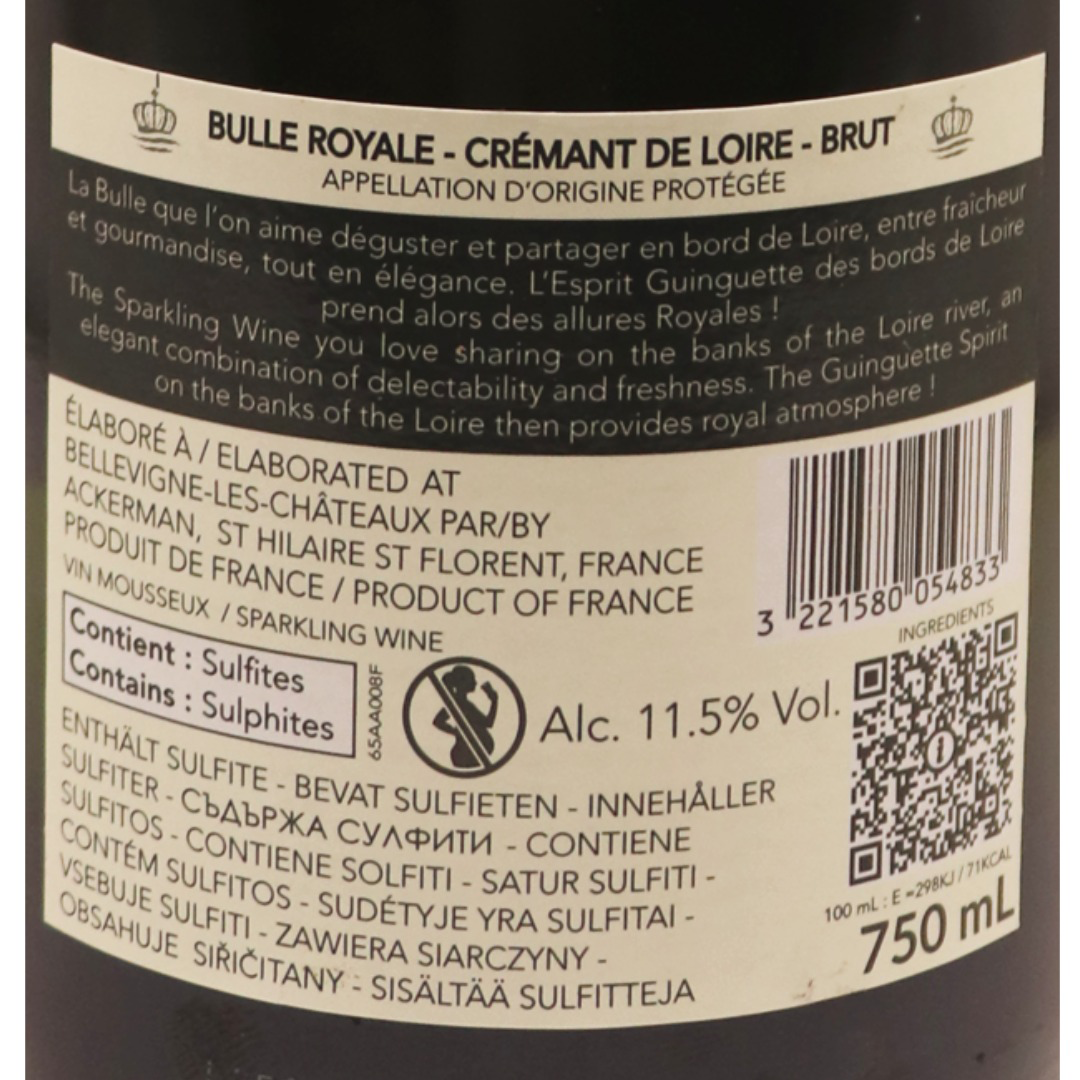 BULLE ROYALE - CRÉMANT DE LOIRE - BRUT
APPELLATION D'ORIGINE PROTÉGÉE
La Bulle que l'on aime déguster et partager en bord de Loire, entre fraîcheur
et gourmandise, tout en élégance. L'Esprit Guinguette des bords de Loire
prend alors des allures Royales !
The Sparkling Wine you love sharing on the banks of the Loire river, an
elegant combination of delectability and freshness. The Guinguette Spirit
on the banks of the Loire then provides royal atmosphere !
ÉLABORÉ À / ELABORATED AT
BELLEVIGNE-LES-CHÂTEAUX PAR/BY
ACKERMAN, ST HILAIRE ST FLORENT, FRANCE
PRODUIT DE FRANCE / PRODUCT OF FRANCE
VIN MOUSSEUX / SPARKLING WINE
3 221580 054833
INGREDIENTS
Contient : Sulfites
Contains : Sulphites
65AA008F
Alc. 11.5% Vol.
ENTHÄLT SULFITE - BEVAT SULFIETEN - INNEHÅLLER
SULFITER - СЪДЪРЖА СУЛФИТИ - CONTIENE
SULFITOS - CONTIENE SOLFITI - SATUR SULFITI -
CONTÉM SULFITOS - SUDÉTYJE YRA SULFITAI -
VSEBUJE SULFITI - ZAWIERA SIARCZYNY -
OBSAHUJE SIŘIČITANY - SISÄLTÄÄ SULFITTEJA
100 mL : E =298KJ / 71KCAL
750 mL